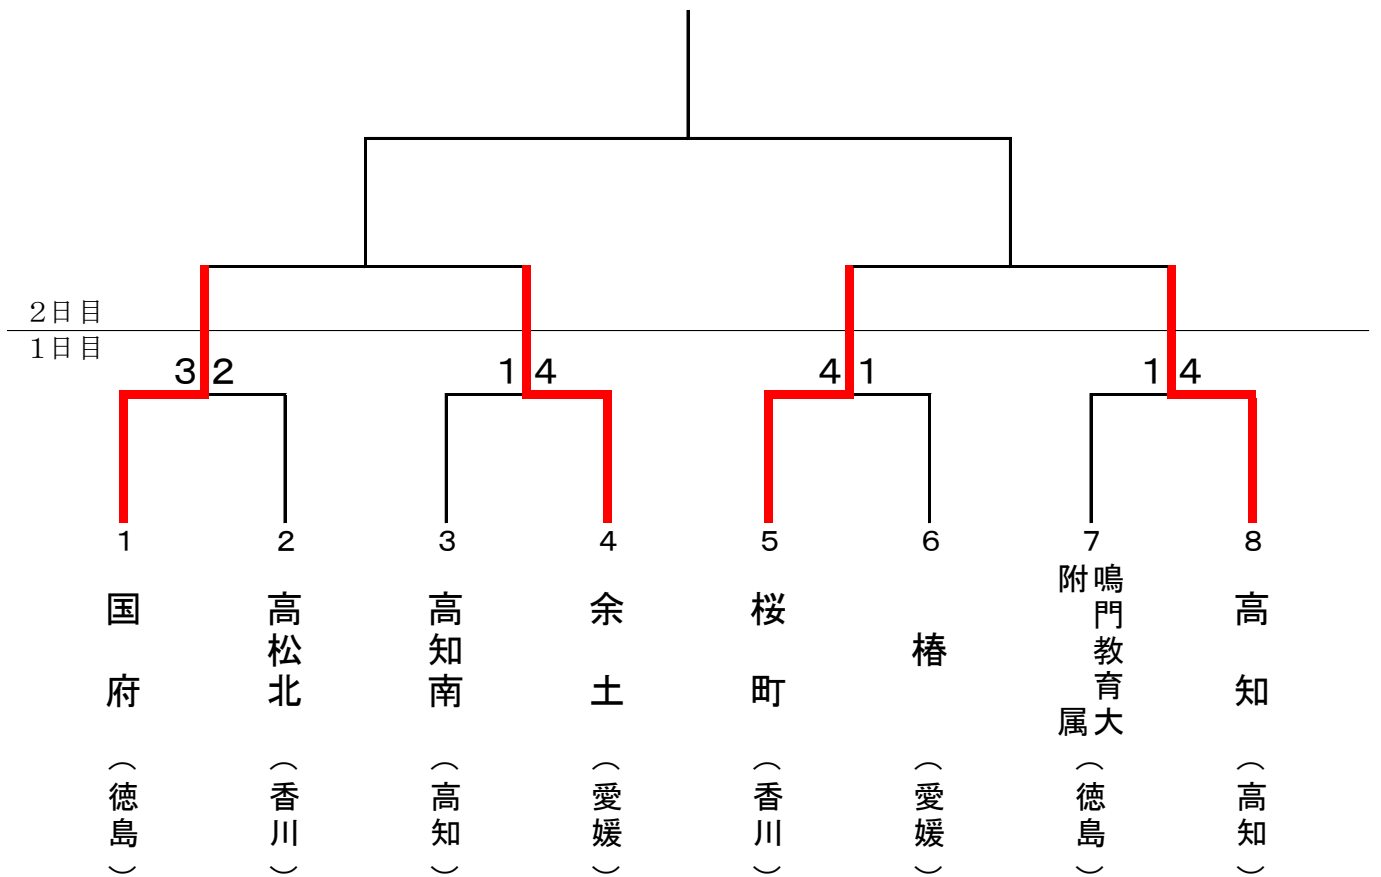 2日目
1日目
3 2
1 4
4 1
1 4
1
2
3
4
5
6
7
8
国府
(徳島)
高松北
(香川)
高知南
(高知)
余土
(愛媛)
桜町
(香川)
椿
(愛媛)
鳴門教育大
附属
(徳島)
高知
(高知)